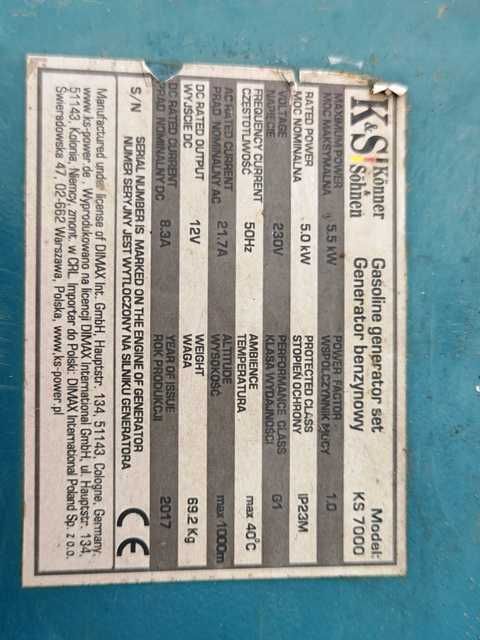 K&S Könner & Söhnen
Gasoline generator set
Generator benzynowy
Model:
KS 7000
MAXIMUM POWER
MOC MAKSYMALNA
5.5 kW
POWER FACTOR
WSPÓŁCZYNNIK MOCY
1.0
RATED POWER
MOC NOMINALNA
5.0 kW
PROTECTED CLASS
STOPIEŃ OCHRONY
IP23M
VOLTAGE
NAPIĘCIE
230V
PERFORMANCE CLASS
KLASA WYDAJNOŚCI
G1
FREQUENCY CURRENT
CZĘSTOTLIWOŚĆ
50Hz
AMBIENCE
TEMPERATURA
max 40°C
AC RATED CURRENT
PRĄD NOMINALNY AC
21.7A
ALTITUDE
WYSOKOŚĆ
max 1000m
DC RATED OUTPUT
WYJŚCIE DC
12V
WEIGHT
WAGA
69.2 Kg
DC RATED CURRENT
PRĄD NOMINALNY DC
8.3A
YEAR OF ISSUE
ROK PRODUKCJI
2017
S/N
SERIAL NUMBER IS MARKED ON THE ENGINE OF GENERATOR
NUMER SERYJNY JEST WYTŁOCZONY NA SILNIKU GENERATORA
CE
Manufactured under license of DIMAX Int. GmbH, Hauptstr. 134, 51143, Cologne, Germany.
www.ks-power.de . Wyprodukowano na licencji DIMAX International GmbH, ul. Hauptstr. 134,
51143, Kolonia, Niemcy, zmont. w ChRL. Importer do Polski: DIMAX International Poland Sp. z o.o.
Świeradowska 47, 02-662 Warszawa, Polska, www.ks-power.pl